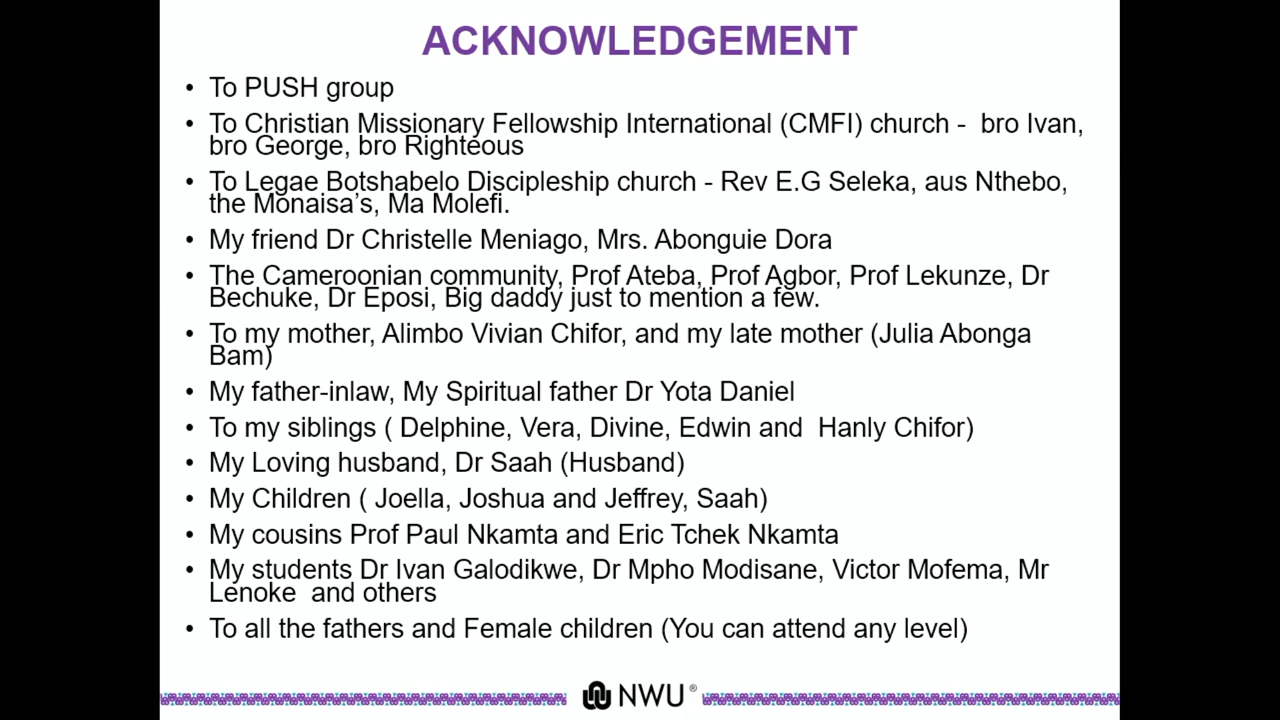 ACKNOWLEDGEMENT
• To PUSH group
• To Christian Missionary Fellowship International (CMFI) church - bro Ivan,
bro George, bro Righteous
• To Legae Botshabelo Discipleship church - Rev E.G Seleka, aus Nthebo,
the Monaisa's, Ma Molefi.
• My friend Dr Christelle Meniago, Mrs. Abonguie Dora
• The Cameroonian community, Prof Ateba, Prof Agbor, Prof Lekunze, Dr
Bechuke, Dr Eposi, Big daddy just to mention a few.
• To my mother, Alimbo Vivian Chifor, and my late mother (Julia Abonga
Bam)
• My father-inlaw, My Spiritual father Dr Yota Daniel
• To my siblings ( Delphine, Vera, Divine, Edwin and Hanly Chifor)
• My Loving husband, Dr Saah (Husband)
• My Children ( Joella, Joshua and Jeffrey, Saah)
• My cousins Prof Paul Nkamta and Eric Tchek Nkamta
• My students Dr Ivan Galodikwe, Dr Mpho Modisane, Victor Mofema, Mr
Lenoke and others
• To all the fathers and Female children (You can attend any level)
NWU®